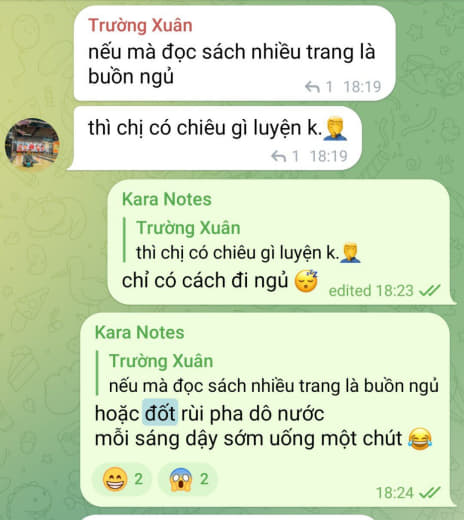 Trường Xuân
nếu mà đọc sách nhiều trang là
buồn ngủ
1 18:19
thì chị có chiêu gì luyện k.🤦
1 18:19
Kara Notes
Trường Xuân
thì chị có chiêu gì luyện k.🤦
chỉ có cách đi ngủ 😴
edited 18:23
Kara Notes
Trường Xuân
nếu mà đọc sách nhiều trang là buồn ngủ
hoặc đốt rùi pha dô nước
mỗi sáng dậy sớm uống một chút 😂
😁 2 😱 2
18:24